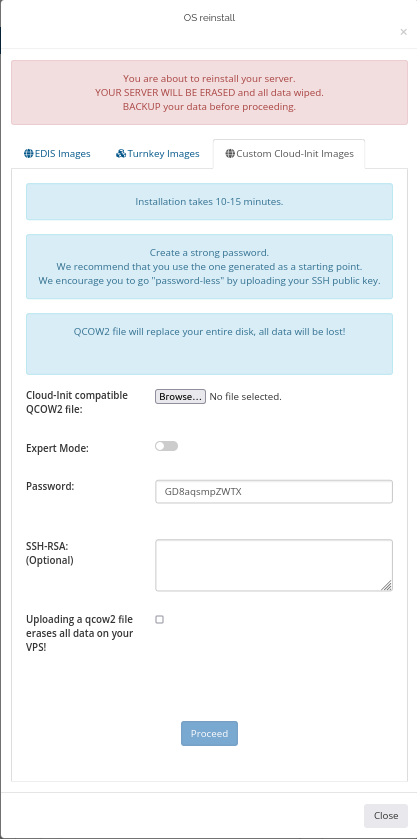 OS reinstall
×
You are about to reinstall your server.
YOUR SERVER WILL BE ERASED and all data wiped.
BACKUP your data before proceeding.
EDIS Images
Turnkey Images
Custom Cloud-Init Images
Installation takes 10-15 minutes.
Create a strong password.
We recommend that you use the one generated as a starting point.
We encourage you to go "password-less" by uploading your SSH public key.
QCOW2 file will replace your entire disk, all data will be lost!
Cloud-Init compatible
QCOW2 file:
Browse... No file selected.
Expert Mode:
Password:
GD8aqsmpZWTX
SSH-RSA:
(Optional)
Uploading a qcow2 file
erases all data on your
VPS!
Proceed
Close